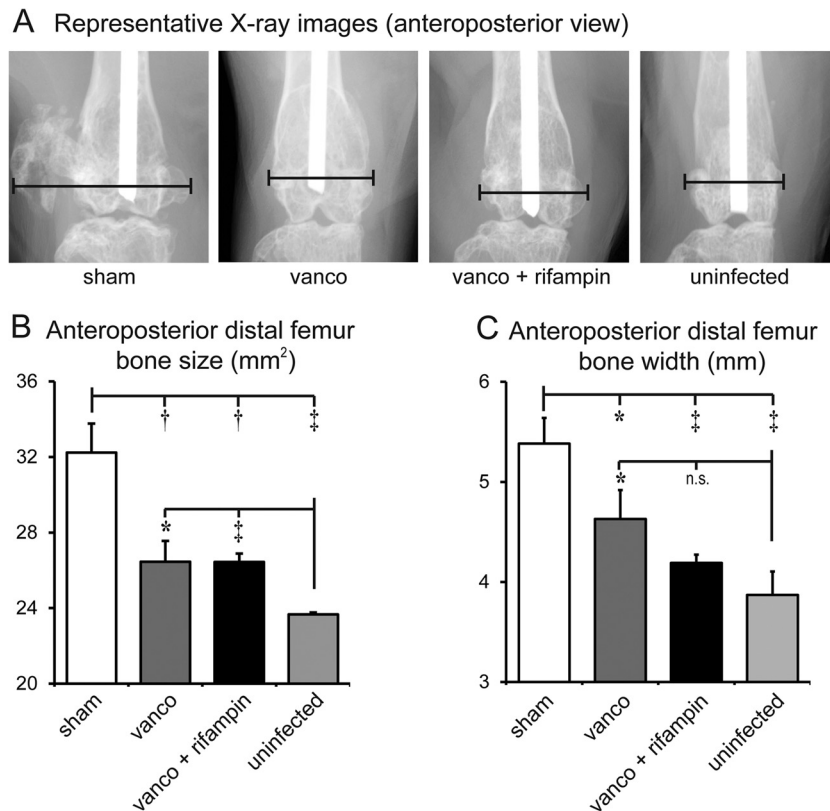 A Representative X-ray images (anteroposterior view)
sham vanco vanco + rifampin uninfected
B Anteroposterior distal femur
bone size (mm²)
36
32
28
24
20
† † ‡
* ‡
sham
vanco
vanco + rifampin
uninfected
C Anteroposterior distal femur
bone width (mm)
6
5
4
3
* ‡ ‡
* n.s.
sham
vanco
vanco + rifampin
uninfected